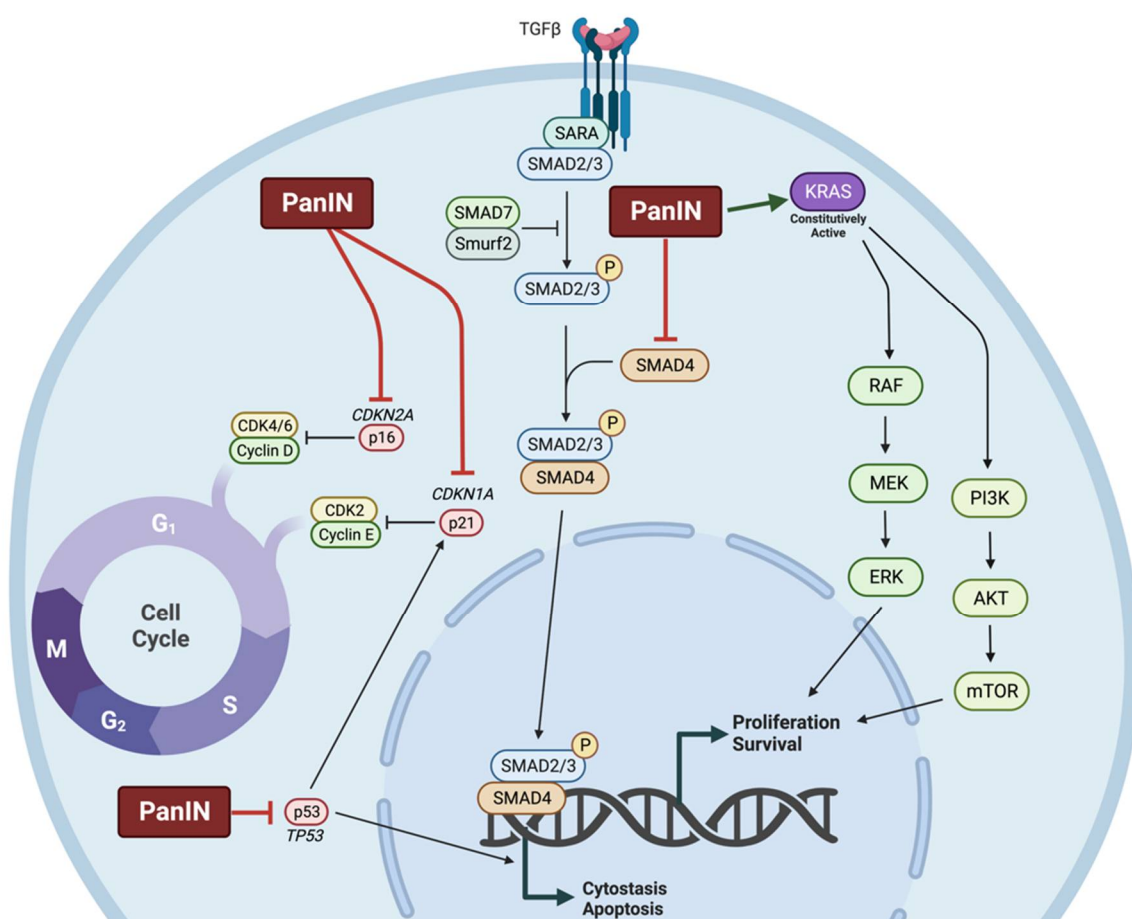 TGFβ
SARA
SMAD2/3
PanIN
SMAD7
Smurf2
PanIN
KRAS
Constitutively
Active
SMAD2/3
P
SMAD4
RAF
CDKN2A
p16
CDK4/6
Cyclin D
SMAD2/3
P
SMAD4
MEK
PI3K
CDKN1A
p21
CDK2
Cyclin E
G1
ERK
AKT
Cell
Cycle
M
S
G2
mTOR
Proliferation
Survival
SMAD2/3
P
SMAD4
PanIN
p53
TP53
Cytostasis
Apoptosis